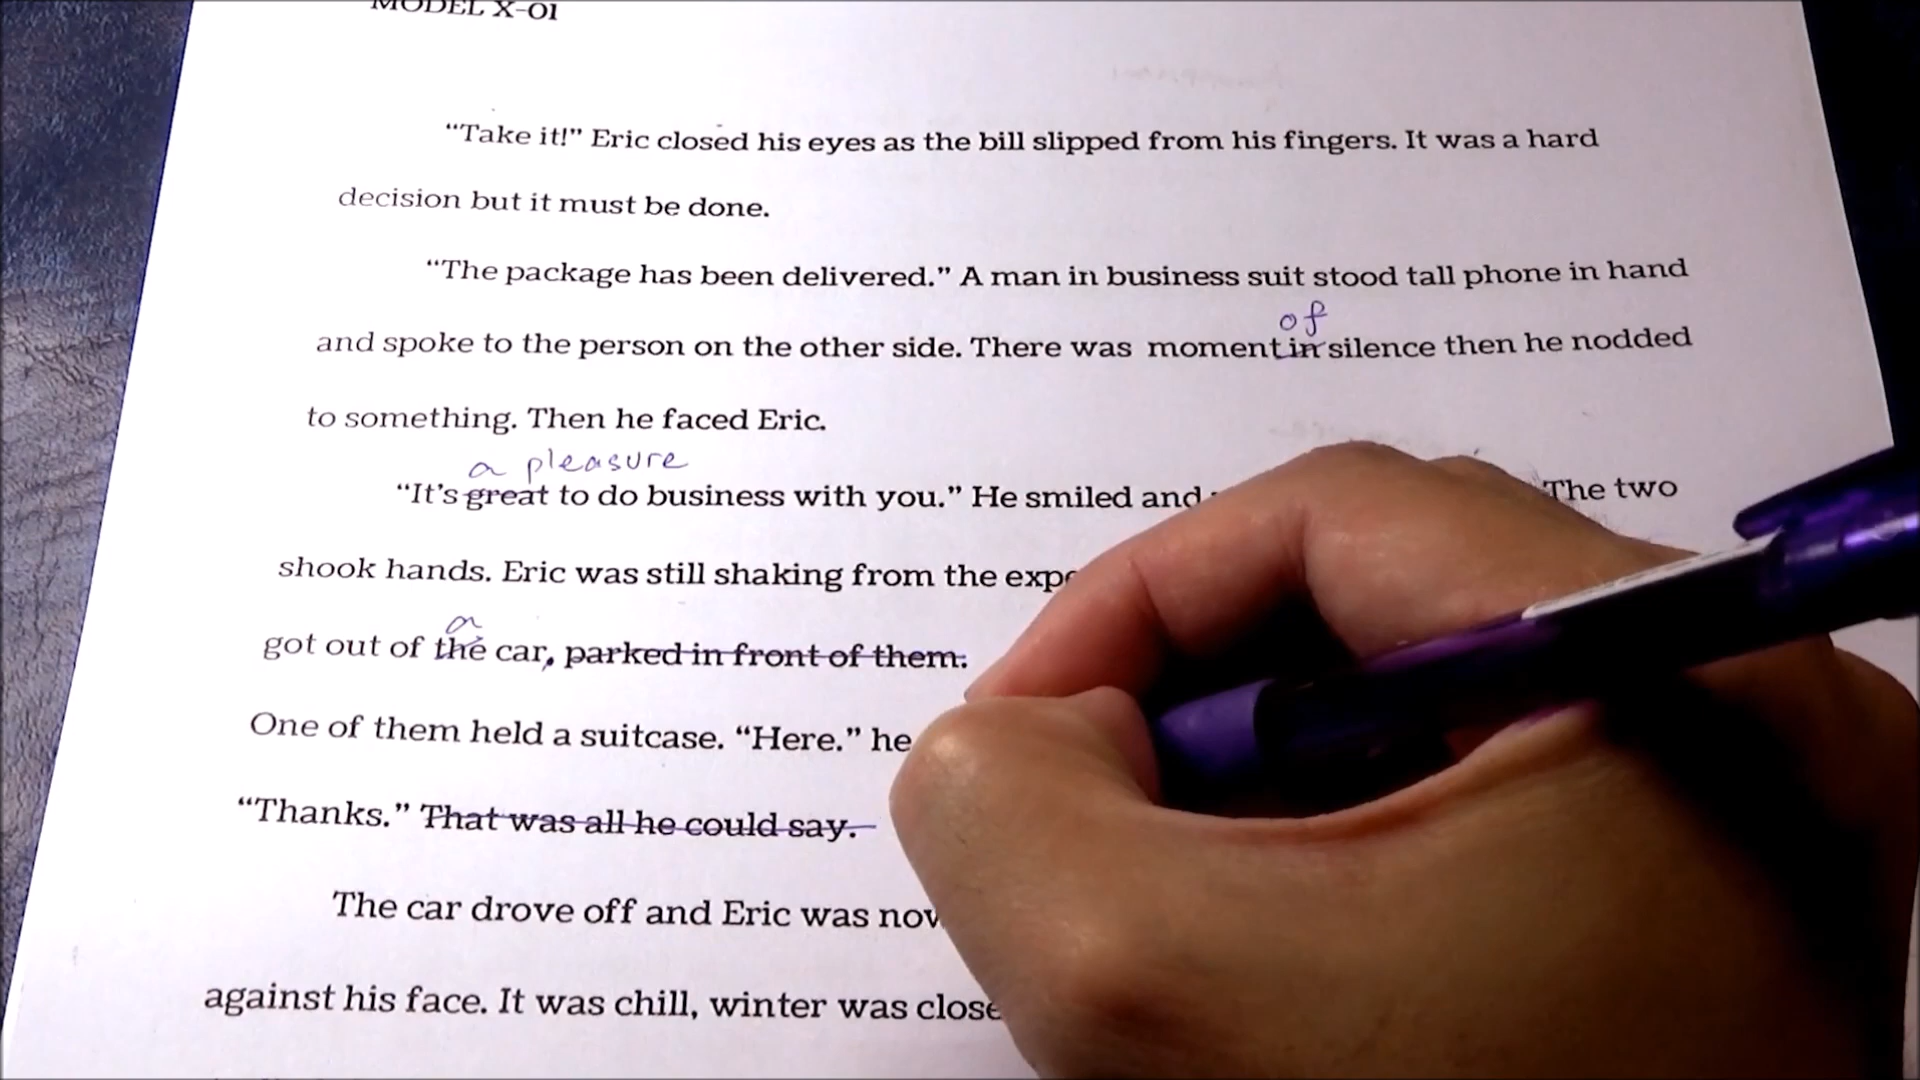 MODEL X-01
“Take it!” Eric closed his eyes as the bill slipped from his fingers. It was a hard
decision but it must be done.
“The package has been delivered.” A man in business suit stood tall phone in hand
of
and spoke to the person on the other side. There was moment in silence then he nodded
to something. Then he faced Eric.
a pleasure
“It’s great to do business with you.” He smiled and The two
shook hands. Eric was still shaking from the
a
got out of the car, parked in front of them.
One of them held a suitcase. “Here.” he
“Thanks.” That was all he could say.
The car drove off and Eric was
against his face. It was chill, winter was